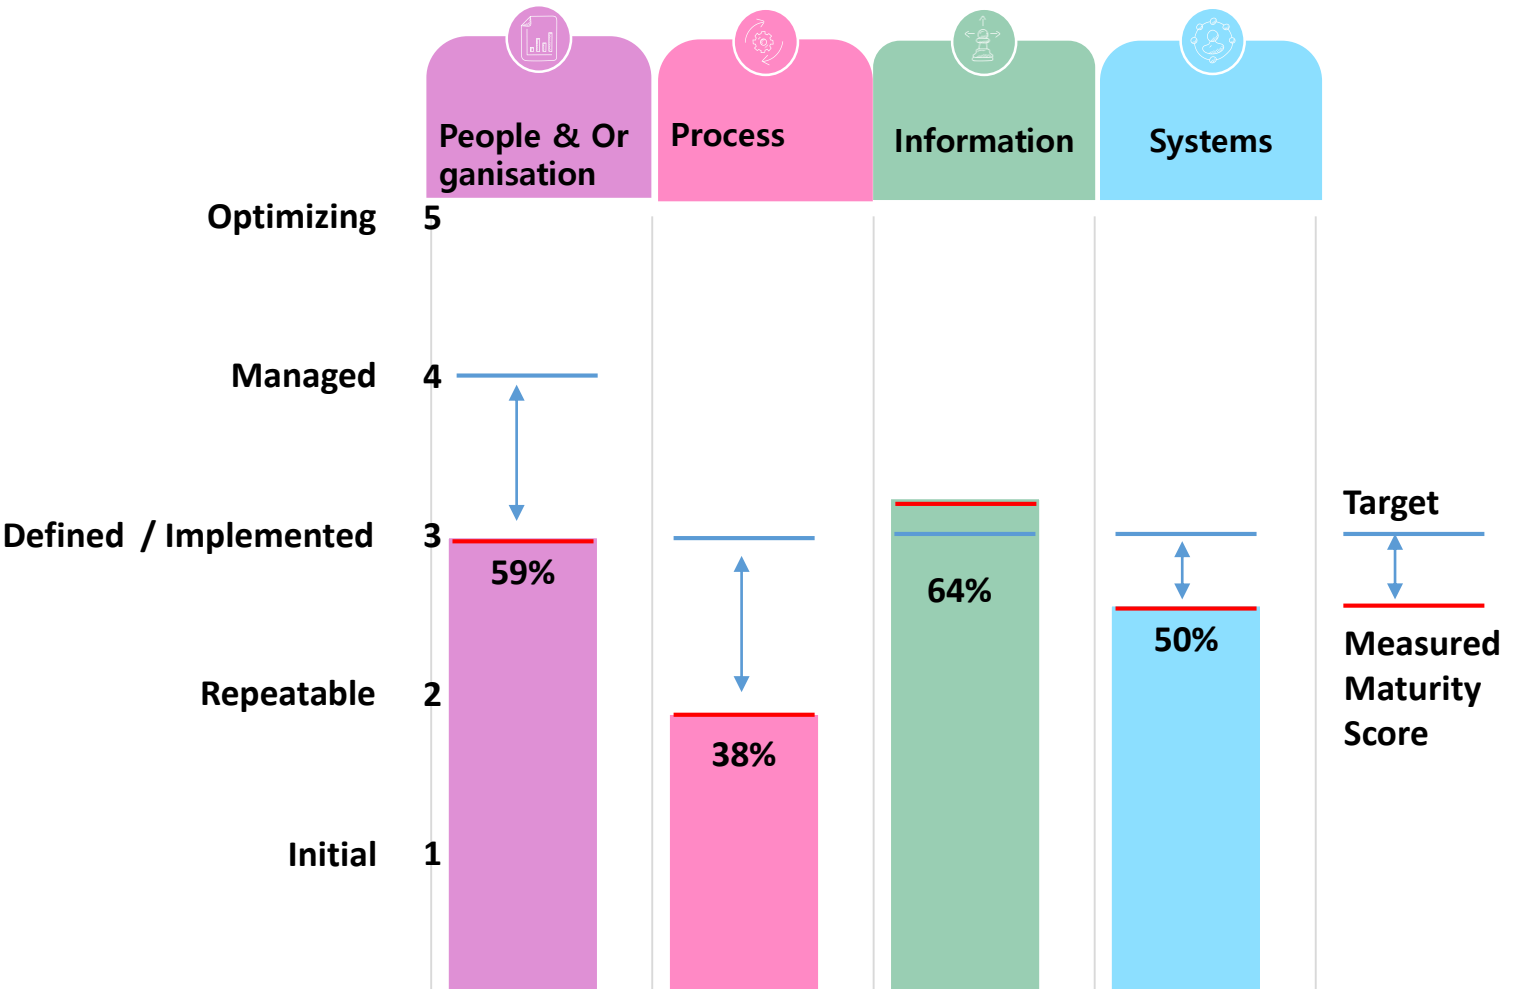 People & Or
ganisation
Process
Information
Systems
Optimizing 5
Managed 4
Defined / Implemented 3
Repeatable 2
Initial 1
59%
38%
64%
50%
Target
Measured
Maturity
Score